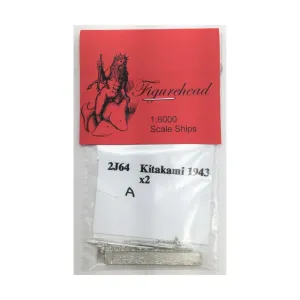 Figurehead
1:6000
Scale Ships
2J64 Kitakami 1943
x2
A